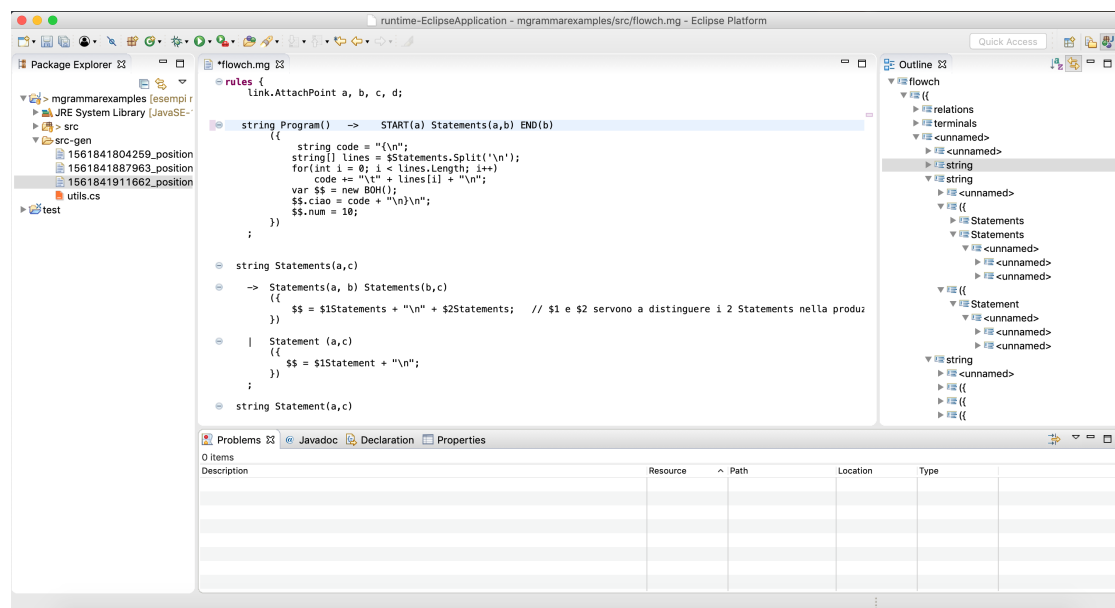 runtime-EclipseApplication - mgrammarexamples/src/flowch.mg - Eclipse Platform
Quick Access
Package Explorer
> mgrammarexamples [esempi r
JRE System Library [JavaSE-
> src
src-gen
1561841804259_position
1561841887963_position
1561841911662_position
utils.cs
test
*flowch.mg
rules {
link.AttachPoint a, b, c, d;
string Program() -> START(a) Statements(a,b) END(b)
({
string code = "{\n";
string[] lines = $Statements.Split('\n');
for(int i = 0; i < lines.Length; i++)
code += "\t" + lines[i] + "\n";
var $$ = new BOH();
$$.ciao = code + "\n}\n";
$$.num = 10;
})
;
string Statements(a,c)
-> Statements(a, b) Statements(b,c)
({
$$ = $1Statements + "\n" + $2Statements; // $1 e $2 servono a distinguere i 2 Statements nella produz
})
| Statement (a,c)
({
$$ = $1Statement + "\n";
})
;
string Statement(a,c)
Outline
flowch
({
relations
terminals
<unnamed>
<unnamed>
string
string
<unnamed>
({
Statements
Statements
<unnamed>
<unnamed>
<unnamed>
({
Statement
<unnamed>
<unnamed>
<unnamed>
string
<unnamed>
({
({
({
Problems @ Javadoc Declaration Properties
0 items
Description Resource Path Location Type